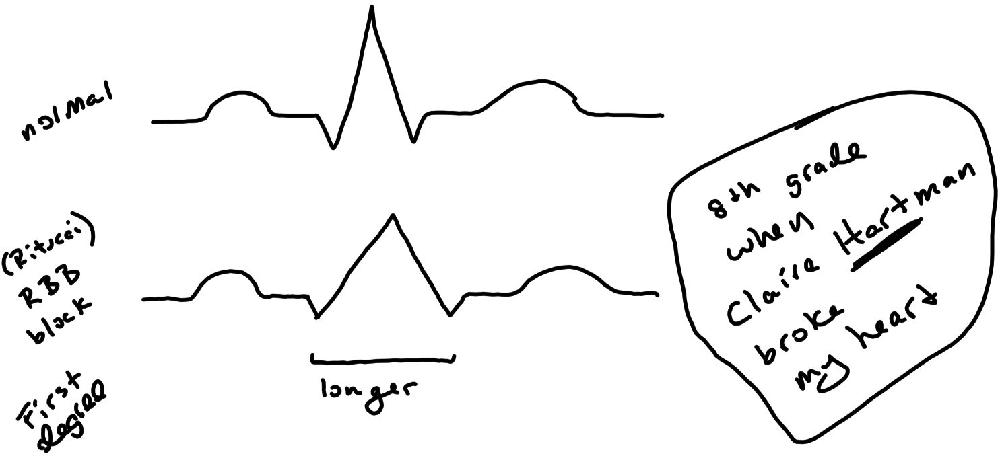 normal
(Ritucci)
RBB
block
longer
First
degree
8th grade
when
Claire Hartman
broke
my heart